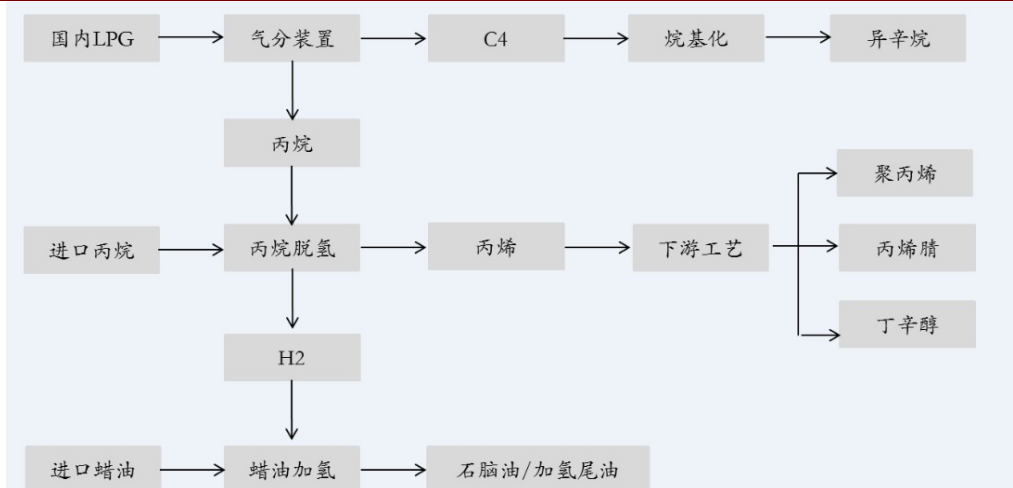 国内LPG
气分装置
C4
烷基化
异辛烷
丙烷
聚丙烯
进口丙烷
丙烷脱氢
丙烯
下游工艺
丙烯腈
丁辛醇
H2
进口蜡油
蜡油加氢
石脑油/加氢尾油